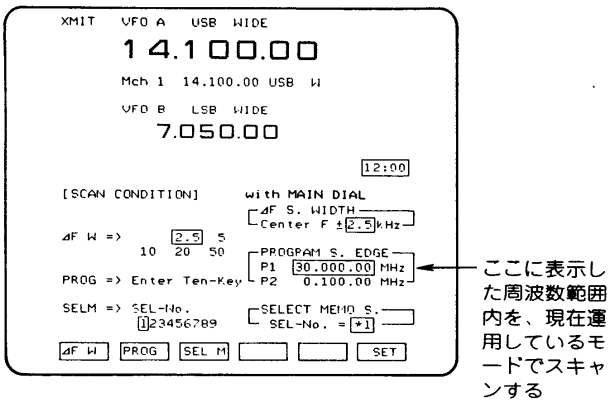 XMIT VFO A USB WIDE
14.100.00
Mch 1 14.100.00 USB W
VFO B LSB WIDE
7.050.00
12:00
[SCAN CONDITION] with MAIN DIAL
⊿F S. WIDTH
Center F ±2.5kHz
⊿F W => 2.5 5
10 20 50
PROGRAM S. EDGE
P1 30.000.00 MHz
PROG => Enter Ten-Key P2 0.100.00 MHz
SELM => SEL-No. SELECT MEMO S.
123456789 SEL-No. = *1
⊿F W PROG SEL M SET
ここに表示し
た周波数範囲
内を、現在運
用しているモ
ードでスキャ
ンする